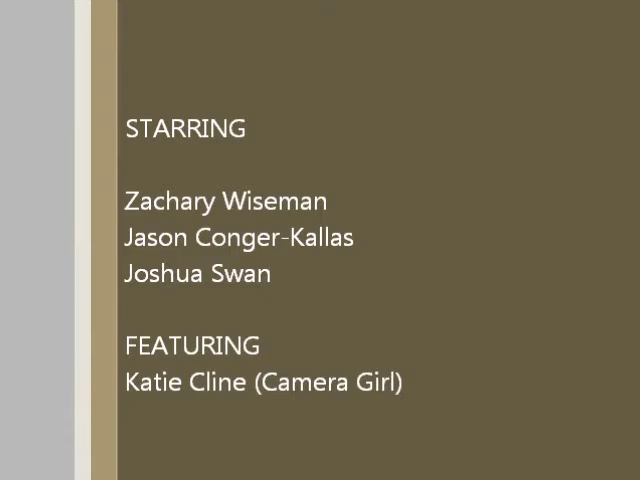 STARRING
Zachary Wiseman
Jason Conger-Kallas
Joshua Swan
FEATURING
Katie Cline (Camera Girl)